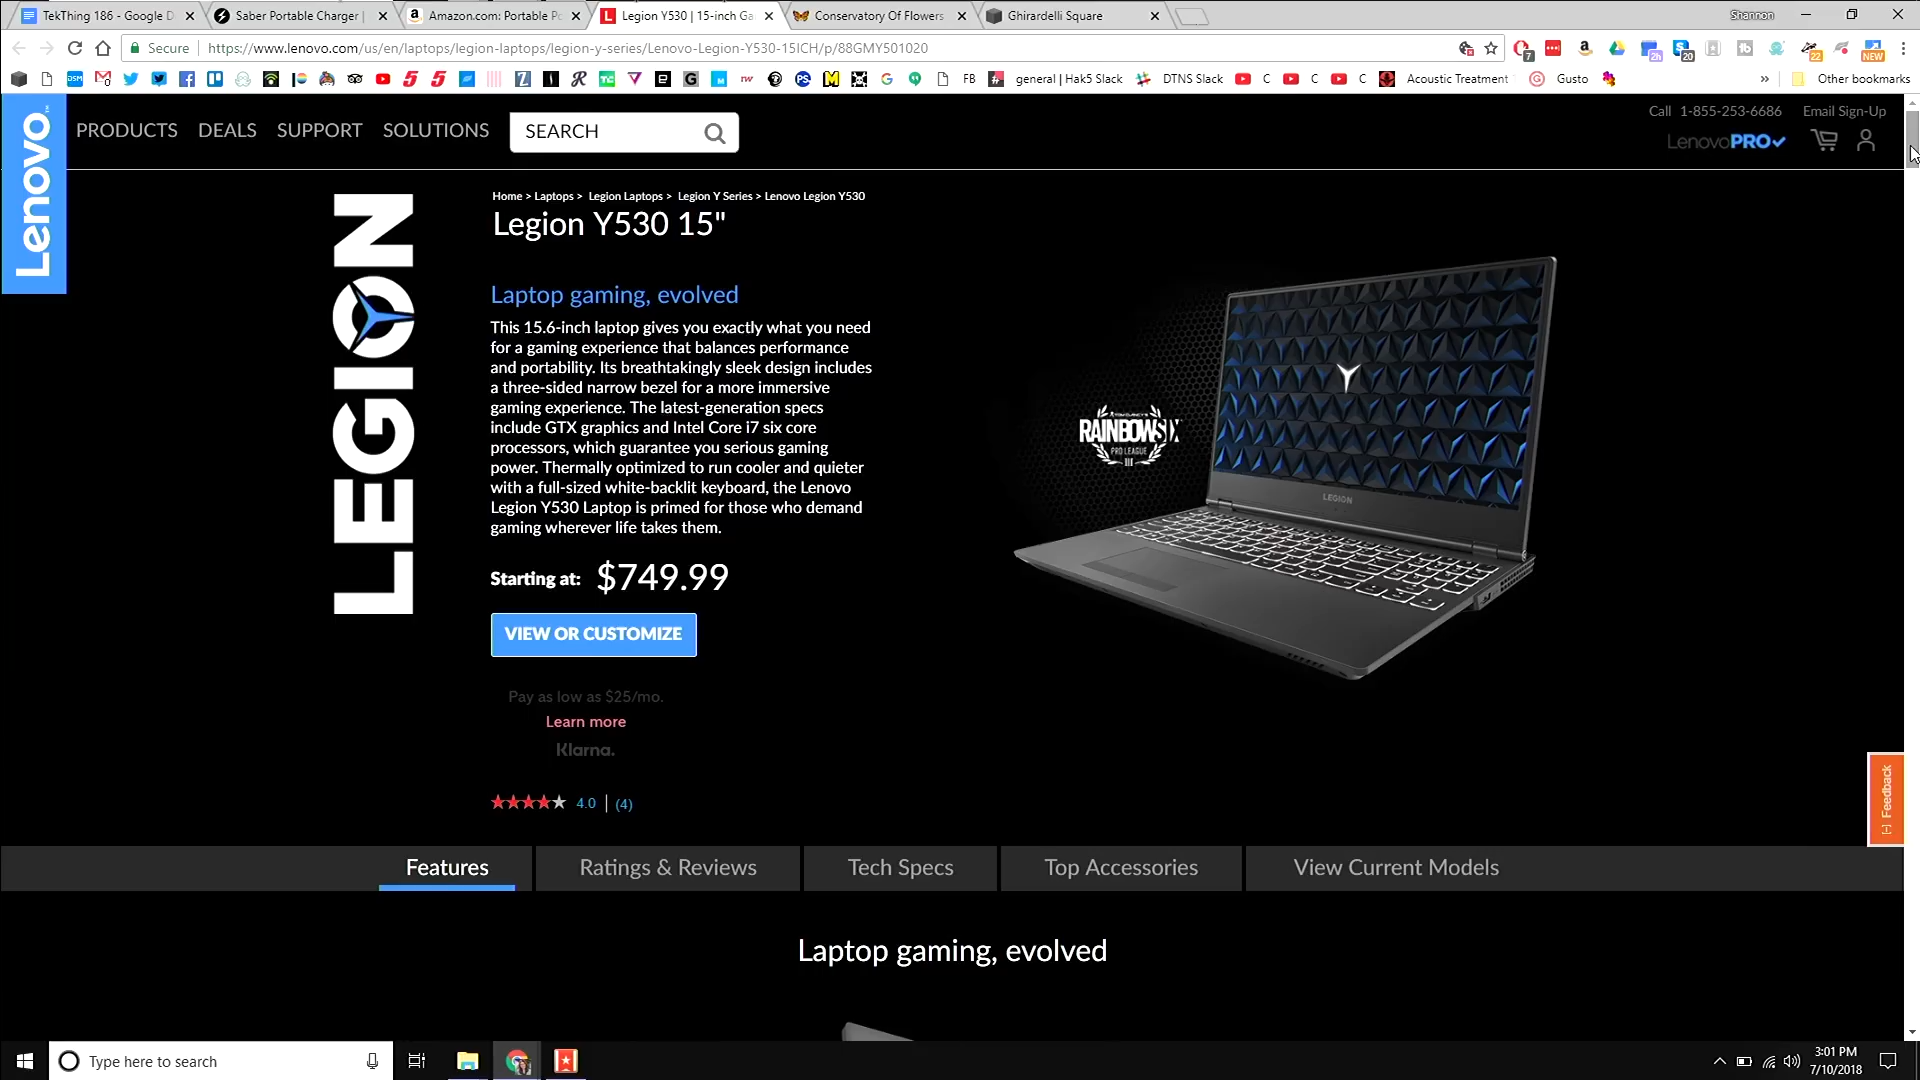 TekThing 186 - Google D
Saber Portable Charger |
Amazon.com: Portable Po
Legion Y530 | 15-inch Ga
Conservatory Of Flowers
Ghirardelli Square
Shannon
Secure
https://www.lenovo.com/us/en/laptops/legion-laptops/legion-y-series/Lenovo-Legion-Y530-15ICH/p/88GMY501020
FB
general | Hak5 Slack
DTNS Slack
C
C
C
Acoustic Treatment
Gusto
»
Other bookmarks
Lenovo
PRODUCTS
DEALS
SUPPORT
SOLUTIONS
SEARCH
Call 1-855-253-6686
Email Sign-Up
LenovoPRO
LEGION
Home > Laptops > Legion Laptops > Legion Y Series > Lenovo Legion Y530
Legion Y530 15"
Laptop gaming, evolved
This 15.6-inch laptop gives you exactly what you need
for a gaming experience that balances performance
and portability. Its breathtakingly sleek design includes
a three-sided narrow bezel for a more immersive
gaming experience. The latest-generation specs
include GTX graphics and Intel Core i7 six core
processors, which guarantee you serious gaming
power. Thermally optimized to run cooler and quieter
with a full-sized white-backlit keyboard, the Lenovo
Legion Y530 Laptop is primed for those who demand
gaming wherever life takes them.
Starting at: $749.99
VIEW OR CUSTOMIZE
Pay as low as $25/mo.
Learn more
Klarna.
4.0 | (4)
RAINBOWSIX
PRO LEAGUE
LEGION
[-] Feedback
Features
Ratings & Reviews
Tech Specs
Top Accessories
View Current Models
Laptop gaming, evolved
Type here to search
3:01 PM
7/10/2018